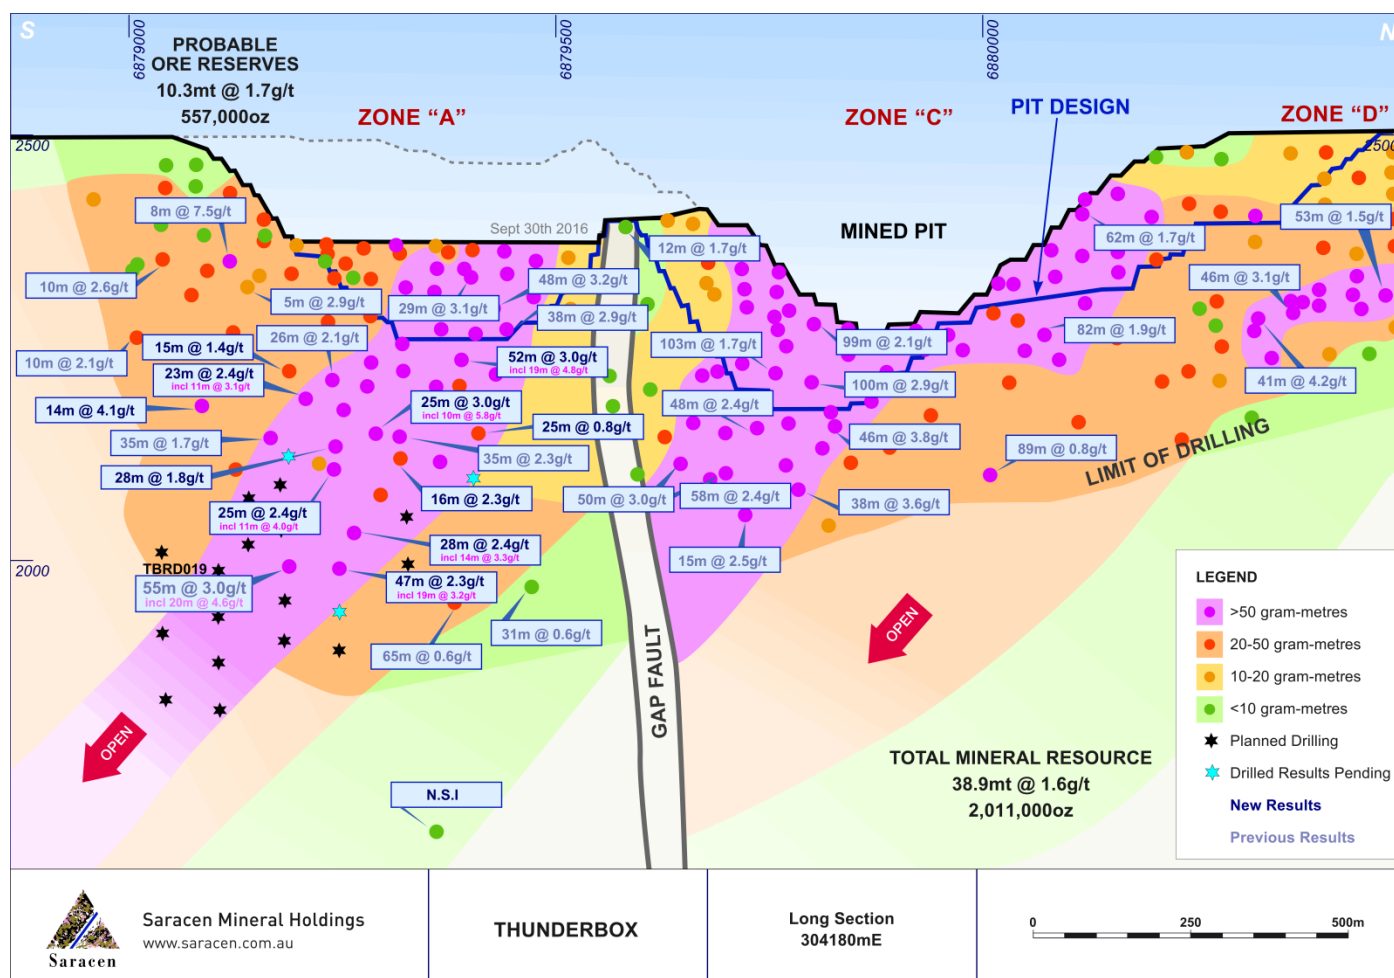 S
N
6879000
6879500
6880000
PROBABLE
ORE RESERVES
10.3mt @ 1.7g/t
557,000oz
ZONE “A”
ZONE “C”
PIT DESIGN
ZONE “D”
2500
2500
8m @ 7.5g/t
Sept 30th 2016
MINED PIT
53m @ 1.5g/t
12m @ 1.7g/t
62m @ 1.7g/t
10m @ 2.6g/t
5m @ 2.9g/t
48m @ 3.2g/t
46m @ 3.1g/t
29m @ 3.1g/t
38m @ 2.9g/t
26m @ 2.1g/t
82m @ 1.9g/t
15m @ 1.4g/t
103m @ 1.7g/t
99m @ 2.1g/t
10m @ 2.1g/t
52m @ 3.0g/t
incl 19m @ 4.8g/t
23m @ 2.4g/t
incl 11m @ 3.1g/t
100m @ 2.9g/t
41m @ 4.2g/t
25m @ 3.0g/t
incl 10m @ 5.8g/t
48m @ 2.4g/t
14m @ 4.1g/t
25m @ 0.8g/t
46m @ 3.8g/t
35m @ 1.7g/t
35m @ 2.3g/t
89m @ 0.8g/t
LIMIT OF DRILLING
28m @ 1.8g/t
16m @ 2.3g/t
50m @ 3.0g/t
58m @ 2.4g/t
38m @ 3.6g/t
25m @ 2.4g/t
incl 11m @ 4.0g/t
28m @ 2.4g/t
incl 14m @ 3.3g/t
15m @ 2.5g/t
2000
TBRD019
55m @ 3.0g/t
incl 20m @ 4.6g/t
47m @ 2.3g/t
incl 19m @ 3.2g/t
31m @ 0.6g/t
65m @ 0.6g/t
OPEN
OPEN
GAP FAULT
N.S.I
TOTAL MINERAL RESOURCE
38.9mt @ 1.6g/t
2,011,000oz
LEGEND
>50 gram-metres
20-50 gram-metres
10-20 gram-metres
<10 gram-metres
Planned Drilling
Drilled Results Pending
New Results
Previous Results
Saracen
Saracen Mineral Holdings
www.saracen.com.au
THUNDERBOX
Long Section
304180mE
0 250 500m